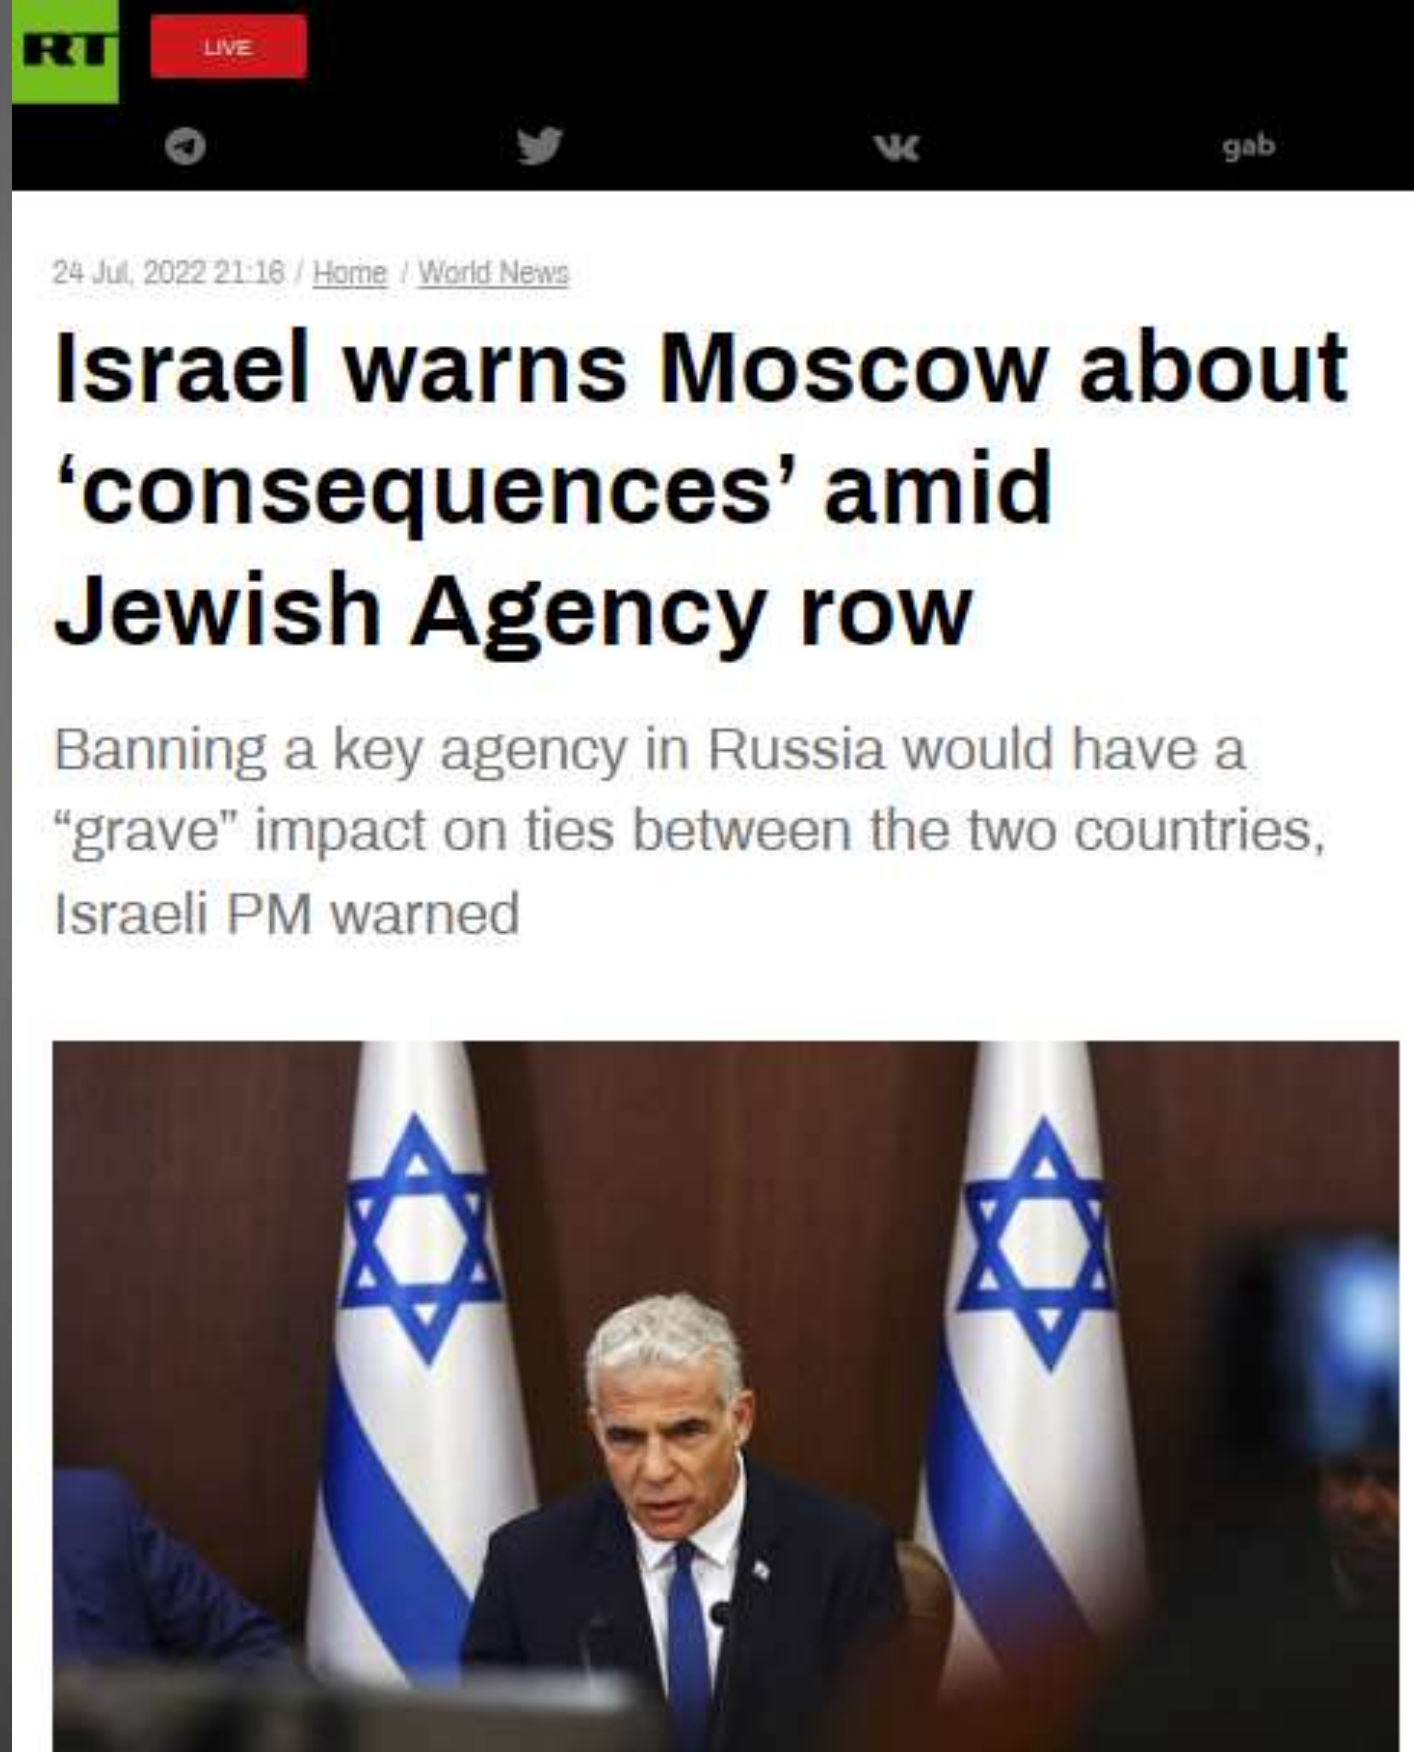 RT
LIVE
gab
24 Jul, 2022 21:16 / Home / World News
Israel warns Moscow about
‘consequences’ amid
Jewish Agency row
Banning a key agency in Russia would have a
“grave” impact on ties between the two countries,
Israeli PM warned